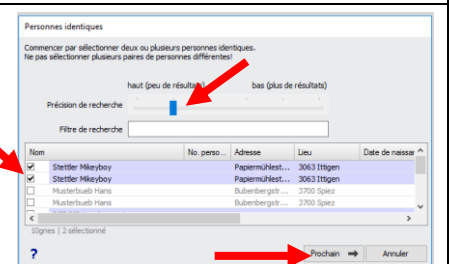 Personnes identiques
Commencer par sélectionner deux ou plusieurs personnes identiques.
Ne pas sélectionner plusieurs paires de personnes différentes!
haut (peu de résultats) bas (plus de résultats)
Précision de recherche
Filtre de recherche
Nom No. perso... Adresse Lieu Date de naissar
Stettler Mikeyboy Papiermühlest... 3063 Ittigen
Stettler Mikeyboy Papiermühlest... 3063 Ittigen
Musterbueb Hans Bubenbergstr... 3700 Spiez
Musterbueb Hans Bubenbergstr... 3700 Spiez
10gnes | 2 sélectionné
? Prochain Annuler